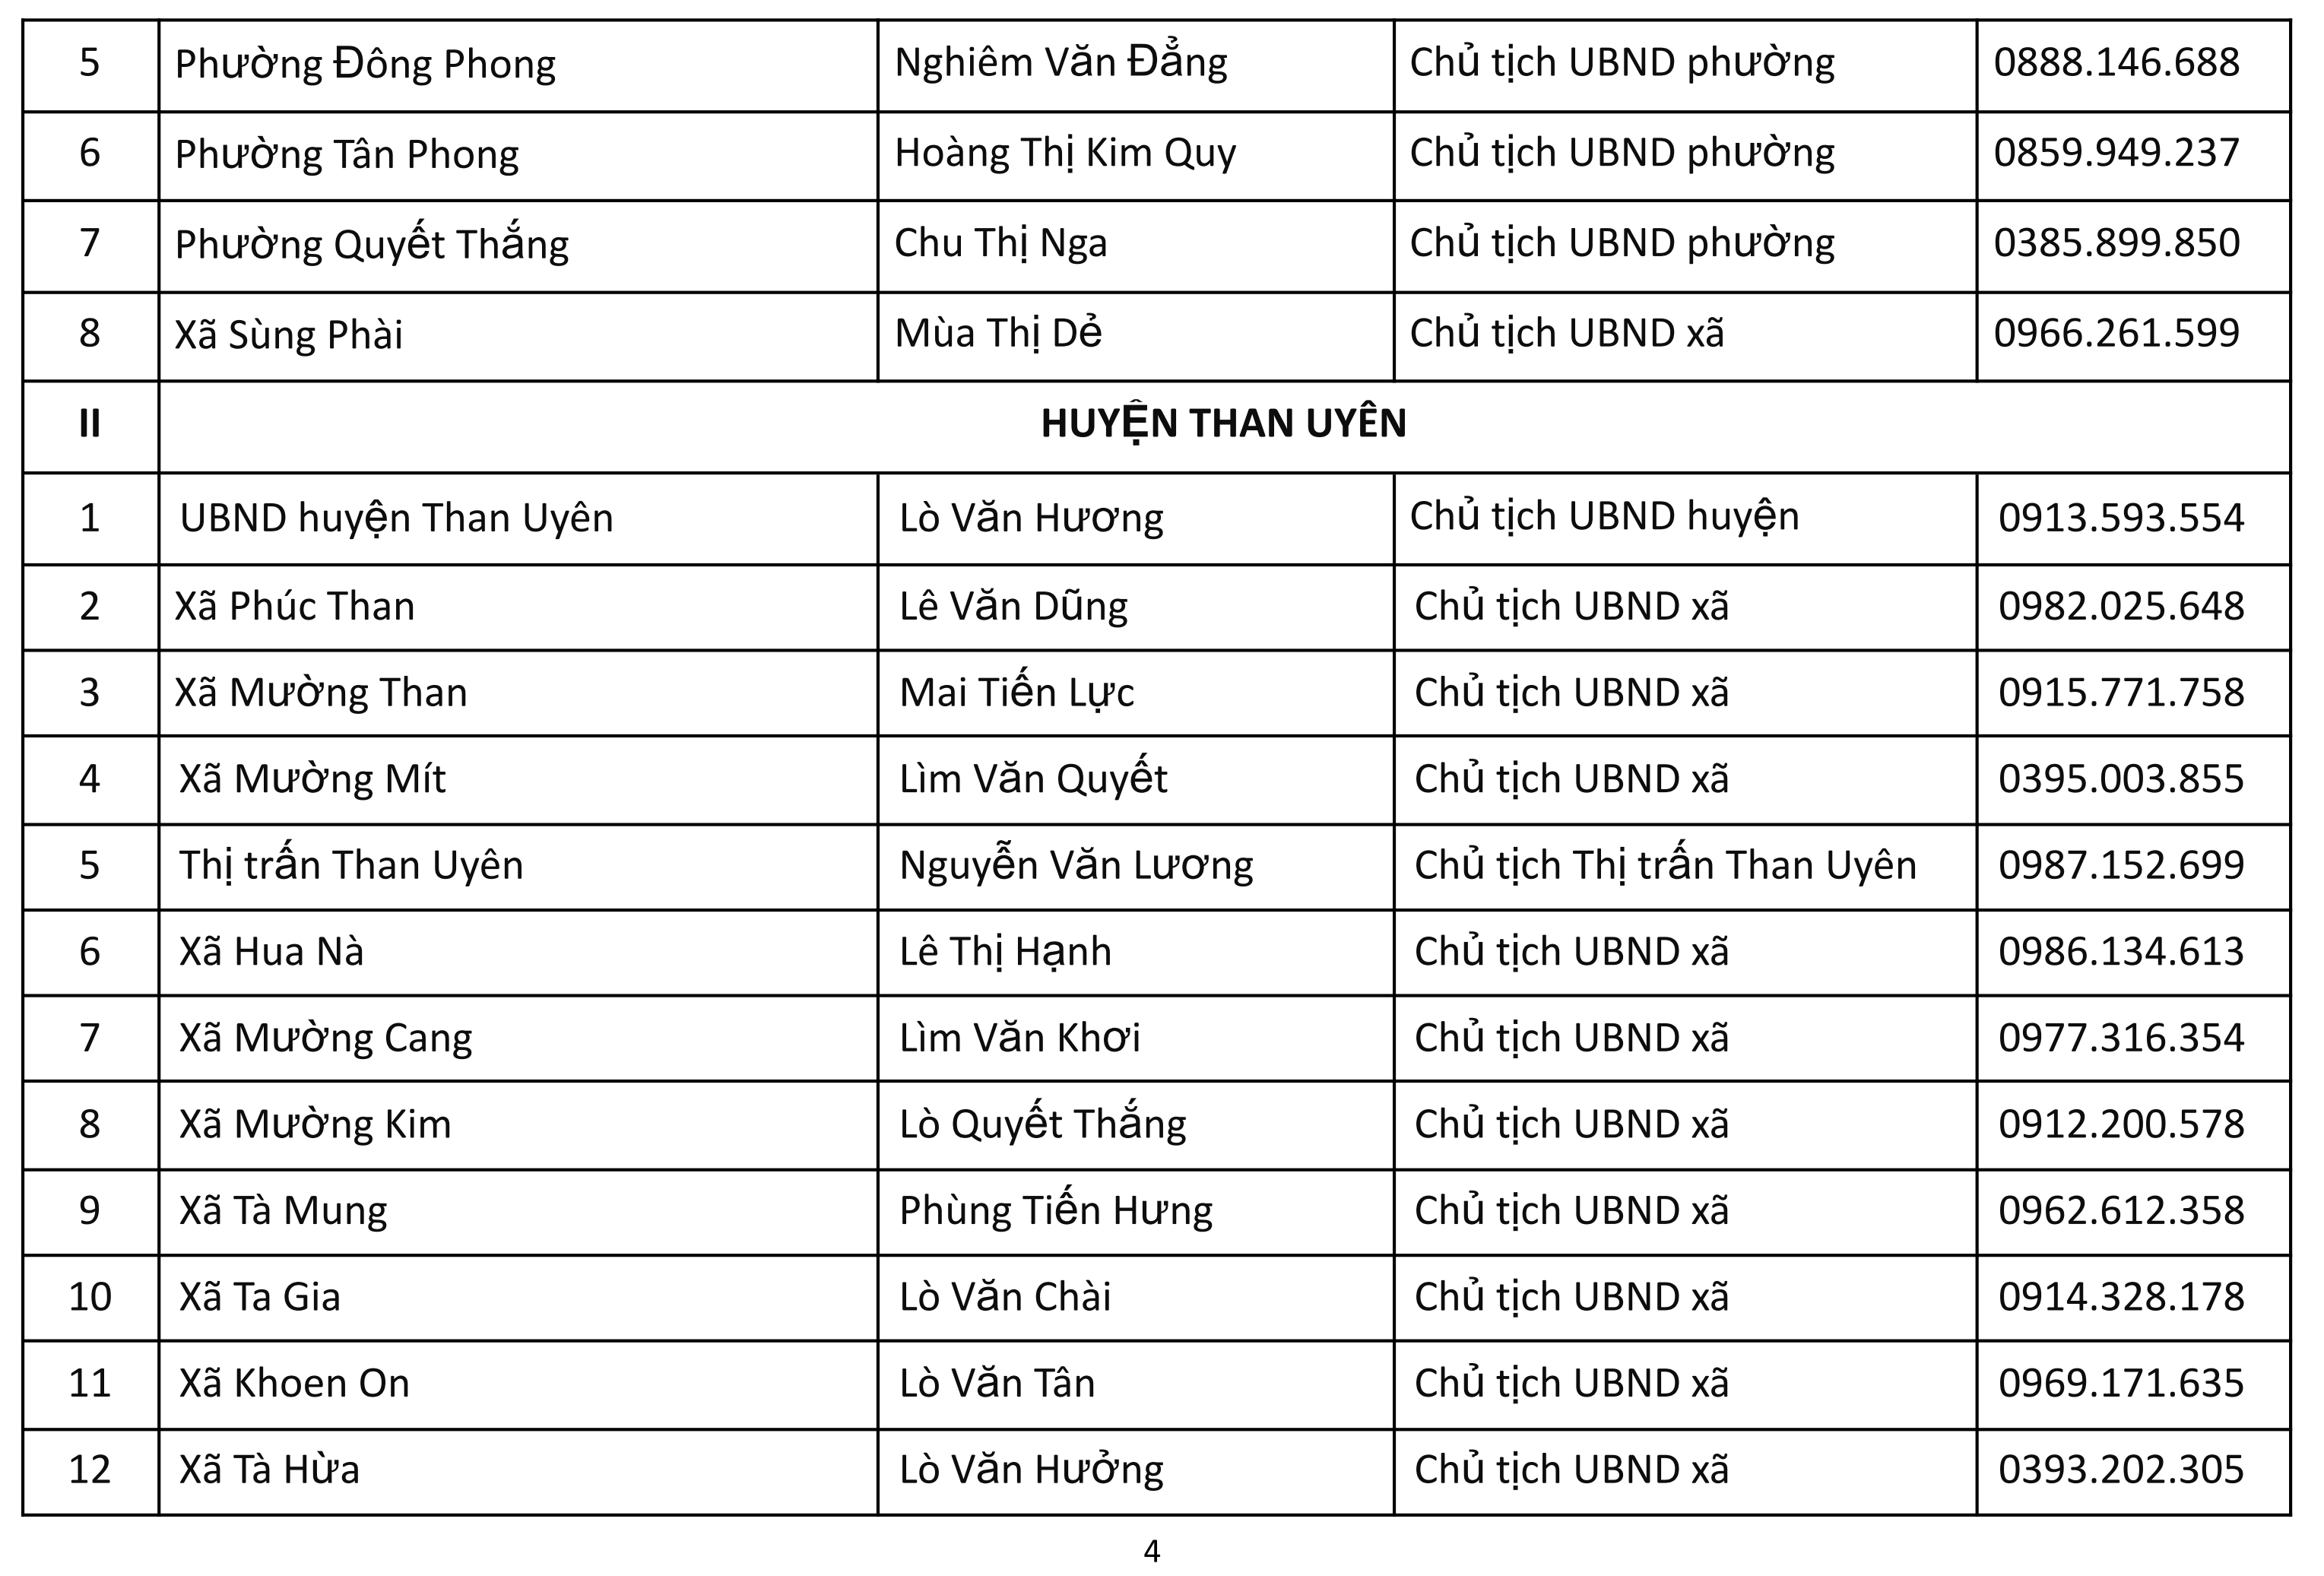 5 Phường Đông Phong Nghiêm Văn Đẳng Chủ tịch UBND phường 0888.146.688
6 Phường Tân Phong Hoàng Thị Kim Quy Chủ tịch UBND phường 0859.949.237
7 Phường Quyết Thắng Chu Thị Nga Chủ tịch UBND phường 0385.899.850
8 Xã Sùng Phài Mùa Thị Dẻ Chủ tịch UBND xã 0966.261.599
II HUYỆN THAN UYÊN
1 UBND huyện Than Uyên Lò Văn Hương Chủ tịch UBND huyện 0913.593.554
2 Xã Phúc Than Lê Văn Dũng Chủ tịch UBND xã 0982.025.648
3 Xã Mường Than Mai Tiến Lực Chủ tịch UBND xã 0915.771.758
4 Xã Mường Mít Lìm Văn Quyết Chủ tịch UBND xã 0395.003.855
5 Thị trấn Than Uyên Nguyễn Văn Lương Chủ tịch Thị trấn Than Uyên 0987.152.699
6 Xã Hua Nà Lê Thị Hạnh Chủ tịch UBND xã 0986.134.613
7 Xã Mường Cang Lìm Văn Khơi Chủ tịch UBND xã 0977.316.354
8 Xã Mường Kim Lò Quyết Thắng Chủ tịch UBND xã 0912.200.578
9 Xã Tà Mung Phùng Tiến Hưng Chủ tịch UBND xã 0962.612.358
10 Xã Ta Gia Lò Văn Chài Chủ tịch UBND xã 0914.328.178
11 Xã Khoen On Lò Văn Tân Chủ tịch UBND xã 0969.171.635
12 Xã Tà Hừa Lò Văn Hưởng Chủ tịch UBND xã 0393.202.305
4